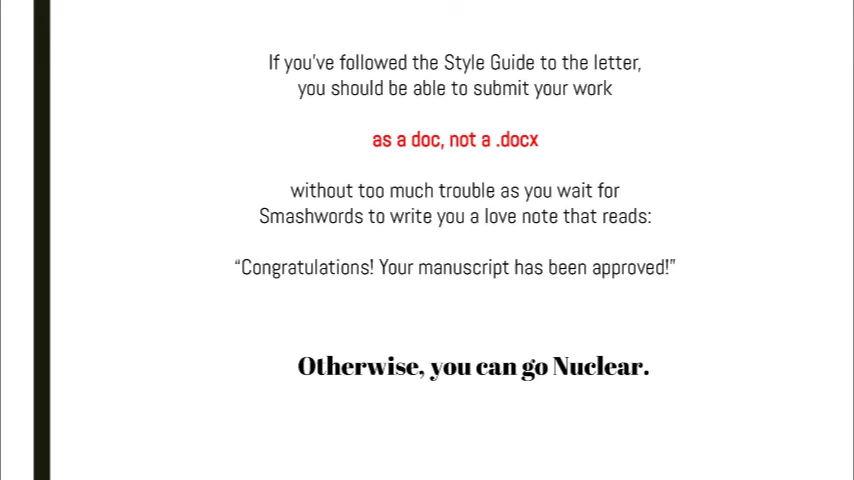 If you've followed the Style Guide to the letter,
you should be able to submit your work
as a doc, not a .docx
without too much trouble as you wait for
Smashwords to write you a love note that reads:
“Congratulations! Your manuscript has been approved!”
Otherwise, you can go Nuclear.